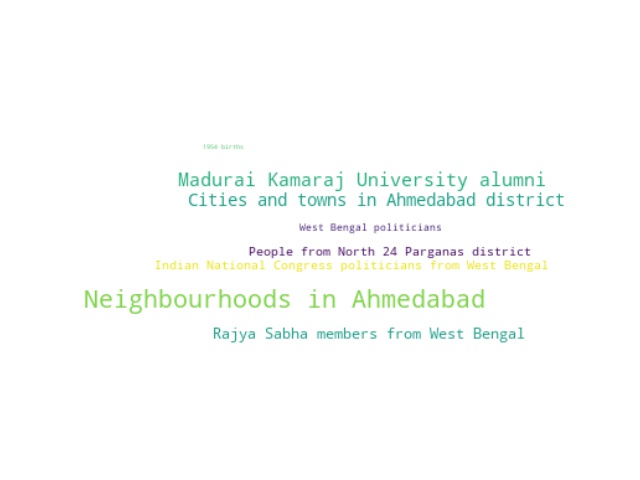 1954 births
Madurai Kamaraj University alumni
Cities and towns in Ahmedabad district
West Bengal politicians
People from North 24 Parganas district
Indian National Congress politicians from West Bengal
Neighbourhoods in Ahmedabad
Rajya Sabha members from West Bengal